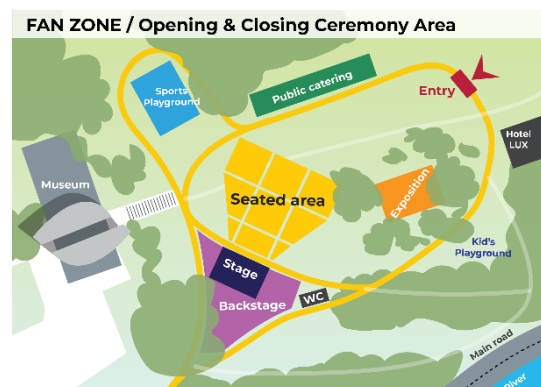 FAN ZONE / Opening & Closing Ceremony Area
Sports
Playground
Public catering
Entry
Hotel
LUX
Museum
Seated area
Exposition
Kid's
Playground
Stage
Backstage
WC
Main road
River